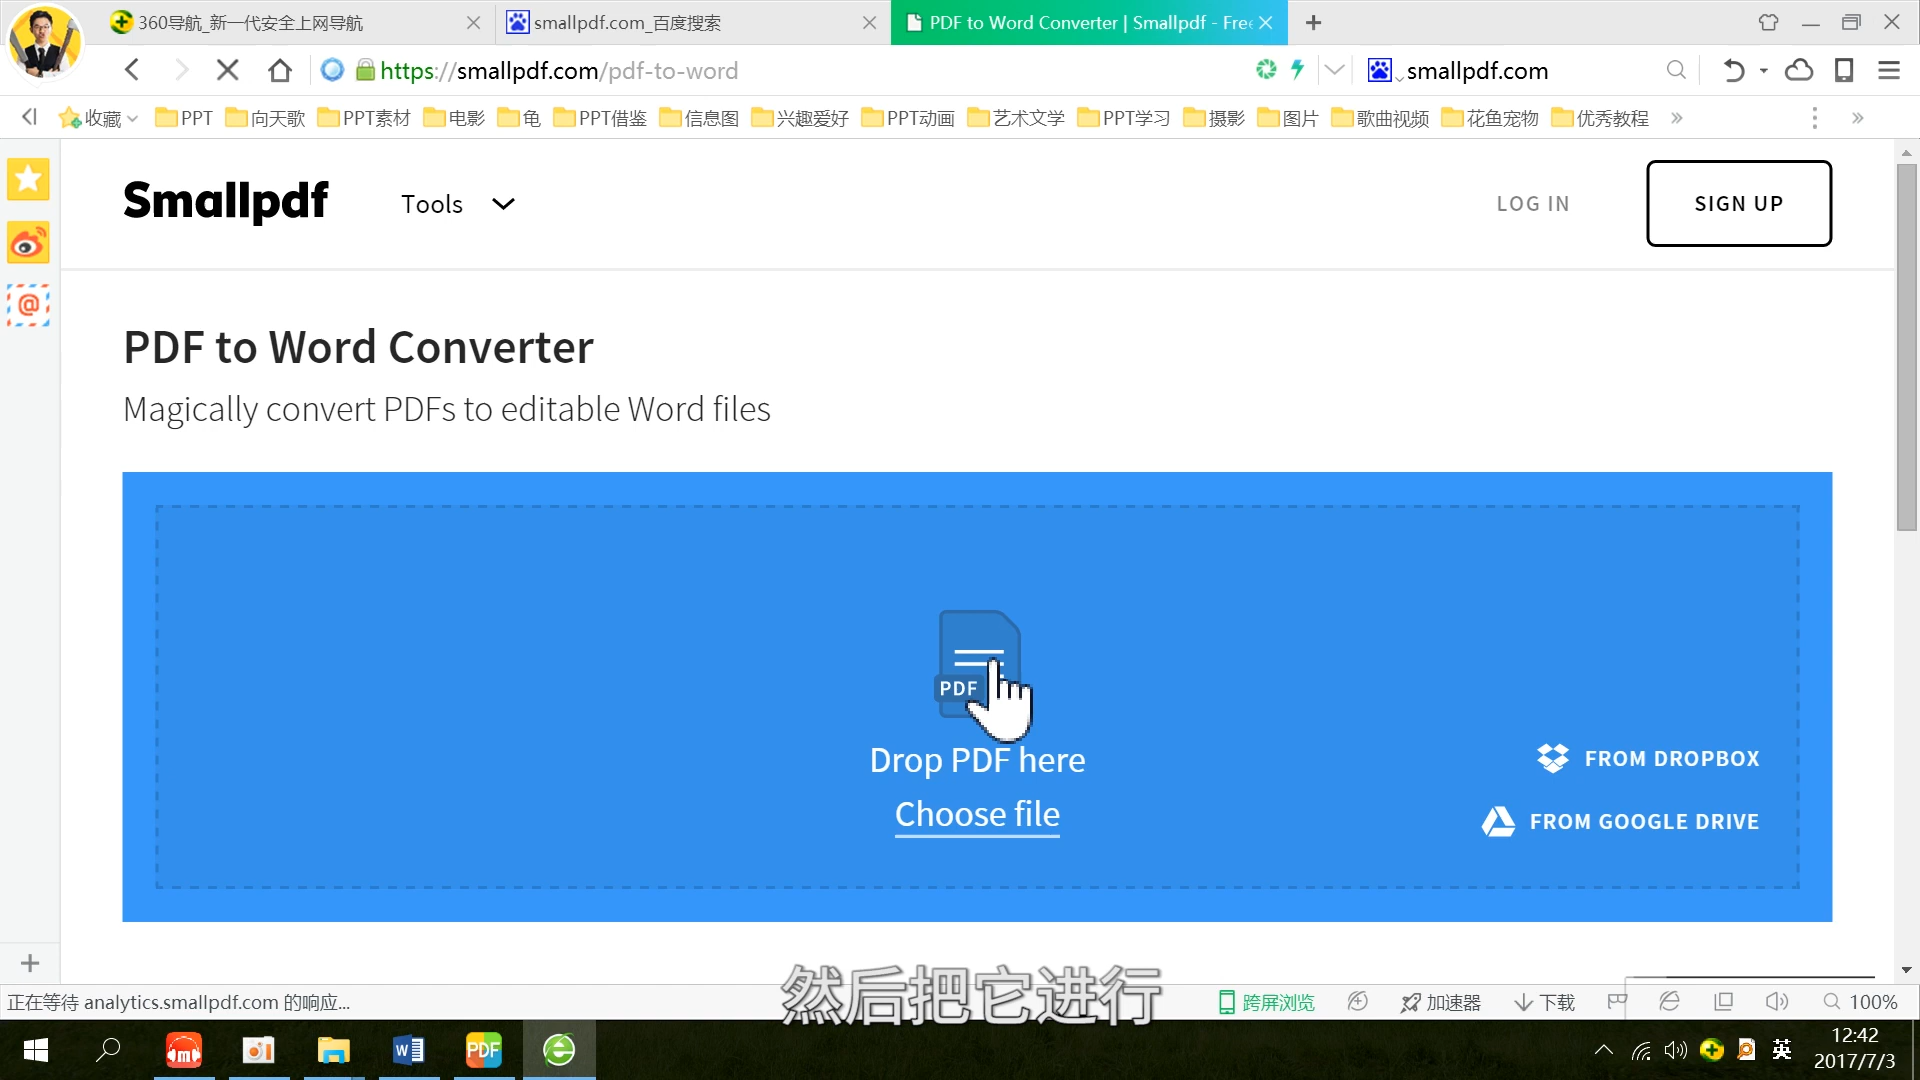 360导航_新一代安全上网导航
smallpdf.com_百度搜索
PDF to Word Converter | Smallpdf - Free
https://smallpdf.com/pdf-to-word
smallpdf.com
收藏 PPT 向天歌 PPT素材 电影 龟 PPT借鉴 信息图 兴趣爱好 PPT动画 艺术文学 PPT学习 摄影 图片 歌曲视频 花鱼宠物 优秀教程
Smallpdf Tools LOG IN SIGN UP
PDF to Word Converter
Magically convert PDFs to editable Word files
PDF
Drop PDF here
Choose file
FROM DROPBOX
FROM GOOGLE DRIVE
然后把它进行
正在等待 analytics.smallpdf.com 的响应...
跨屏浏览 加速器 下载 100%
PDF
英
12:42
2017/7/3